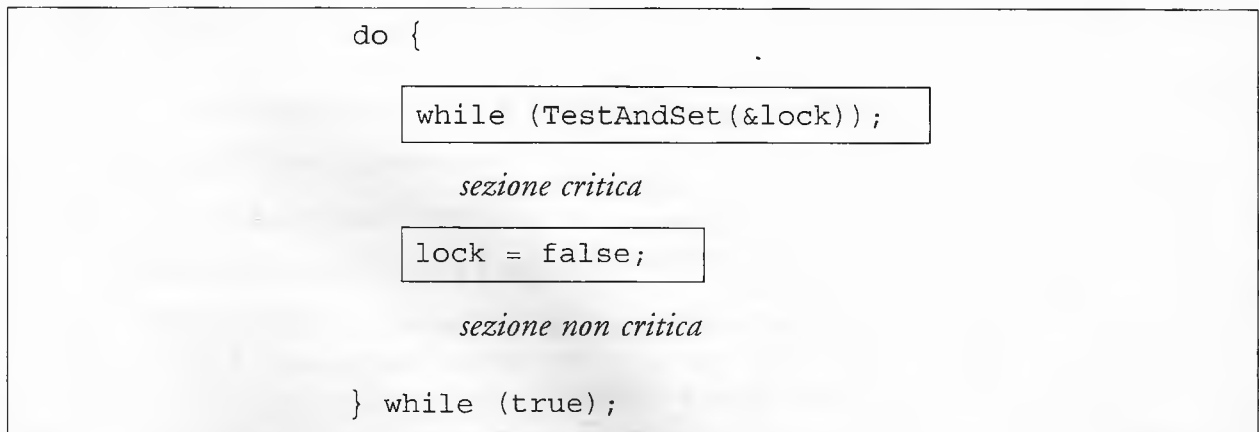 do {
while (TestAndSet(&lock));
sezione critica
lock = false;
sezione non critica
} while (true);